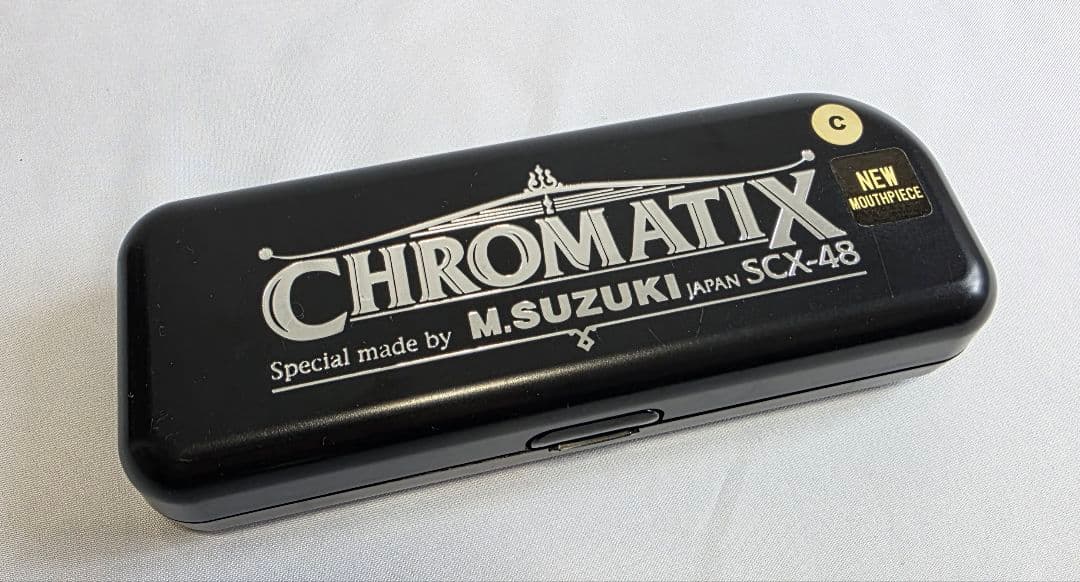 C
NEW
MOUTHPIECE
CHROMATIX
Special made by M.SUZUKI JAPAN SCX-48